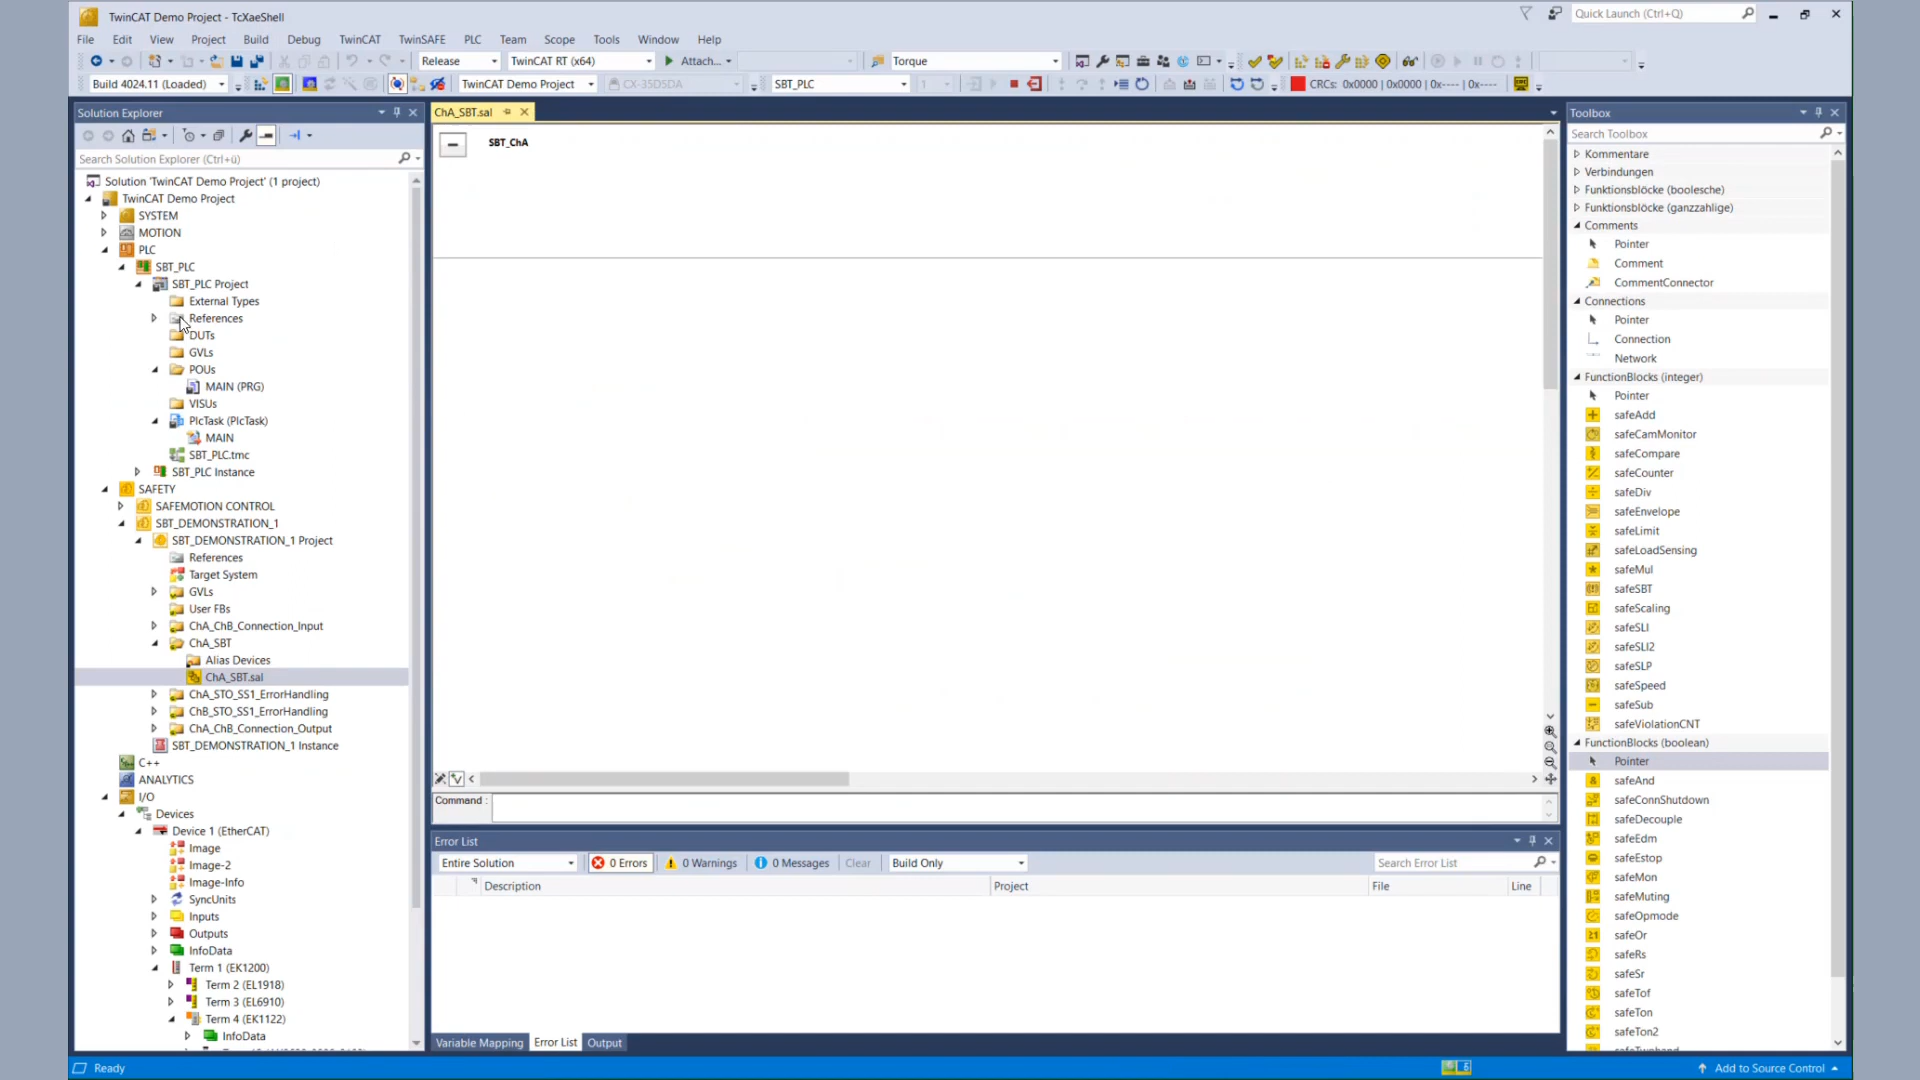 TwinCAT Demo Project - TcXaeShell
Quick Launch (Ctrl+Q)
File Edit View Project Build Debug TwinCAT TwinSAFE PLC Team Scope Tools Window Help
Release TwinCAT RT (x64) Attach... Torque
Build 4024.11 (Loaded) TwinCAT Demo Project CX-35D5DA SBT_PLC 1 CRCs: 0x0000 | 0x0000 | 0x---- | 0x----
Solution Explorer
Search Solution Explorer (Ctrl+ü)
Solution 'TwinCAT Demo Project' (1 project)
TwinCAT Demo Project
SYSTEM
MOTION
PLC
SBT_PLC
SBT_PLC Project
External Types
References
DUTs
GVLs
POUs
MAIN (PRG)
VISUs
PlcTask (PlcTask)
MAIN
SBT_PLC.tmc
SBT_PLC Instance
SAFETY
SAFEMOTION CONTROL
SBT_DEMONSTRATION_1
SBT_DEMONSTRATION_1 Project
References
Target System
GVLs
User FBs
ChA_ChB_Connection_Input
ChA_SBT
Alias Devices
ChA_SBT.sal
ChA_STO_SS1_ErrorHandling
ChB_STO_SS1_ErrorHandling
ChA_ChB_Connection_Output
SBT_DEMONSTRATION_1 Instance
C++
ANALYTICS
I/O
Devices
Device 1 (EtherCAT)
Image
Image-2
Image-Info
SyncUnits
Inputs
Outputs
InfoData
Term 1 (EK1200)
Term 2 (EL1918)
Term 3 (EL6910)
Term 4 (EK1122)
InfoData
ChA_SBT.sal
SBT_ChA
Command :
Error List
Entire Solution 0 Errors 0 Warnings 0 Messages Clear Build Only Search Error List
Description Project File Line
Variable Mapping Error List Output
Toolbox
Search Toolbox
Kommentare
Verbindungen
Funktionsblöcke (boolesche)
Funktionsblöcke (ganzzahlige)
Comments
Pointer
Comment
CommentConnector
Connections
Pointer
Connection
Network
FunctionBlocks (integer)
Pointer
safeAdd
safeCamMonitor
safeCompare
safeCounter
safeDiv
safeEnvelope
safeLimit
safeLoadSensing
safeMul
safeSBT
safeScaling
safeSLI
safeSLI2
safeSLP
safeSpeed
safeSub
safeViolationCNT
FunctionBlocks (boolean)
Pointer
safeAnd
safeConnShutdown
safeDecouple
safeEdm
safeEstop
safeMon
safeMuting
safeOpmode
safeOr
safeRs
safeSr
safeTof
safeTon
safeTon2
Ready
6
Add to Source Control